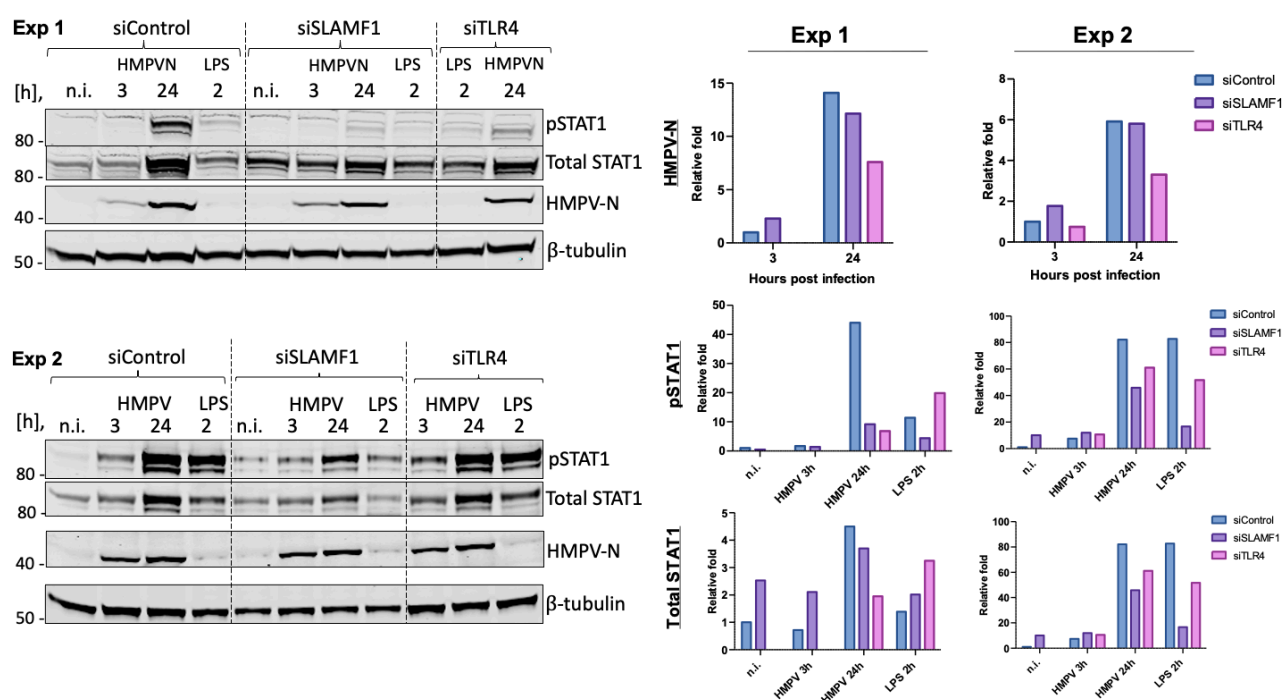 Exp 1 siControl siSLAMF1 siTLR4
HMPVN LPS HMPVN LPS LPS HMPVN
[h], n.i. 3 24 2 n.i. 3 24 2 2 24
pSTAT1
80 -
Total STAT1
80 -
HMPV-N
40 -
β-tubulin
50 -
Exp 2 siControl siSLAMF1 siTLR4
HMPV LPS HMPV LPS HMPV LPS
[h], n.i. 3 24 2 n.i. 3 24 2 3 24 2
pSTAT1
80 -
Total STAT1
80 -
HMPV-N
40 -
β-tubulin
50 -
Exp 1 Exp 2
HMPV-N
Relative fold
15
10
5
0
3 24
Hours post infection
Relative fold
8
6
4
2
0
3 24
Hours post infection
siControl
siSLAMF1
siTLR4
pSTAT1
Relative fold
50
40
30
20
10
0
n.i. HMPV 3h HMPV 24h LPS 2h
Relative fold
100
80
60
40
20
0
n.i. HMPV 3h HMPV 24h LPS 2h
siControl
siSLAMF1
siTLR4
Total STAT1
Relative fold
5
4
3
2
1
0
n.i. HMPV 3h HMPV 24h LPS 2h
Relative fold
100
80
60
40
20
0
n.i. HMPV 3h HMPV 24h LPS 2h
siControl
siSLAMF1
siTLR4